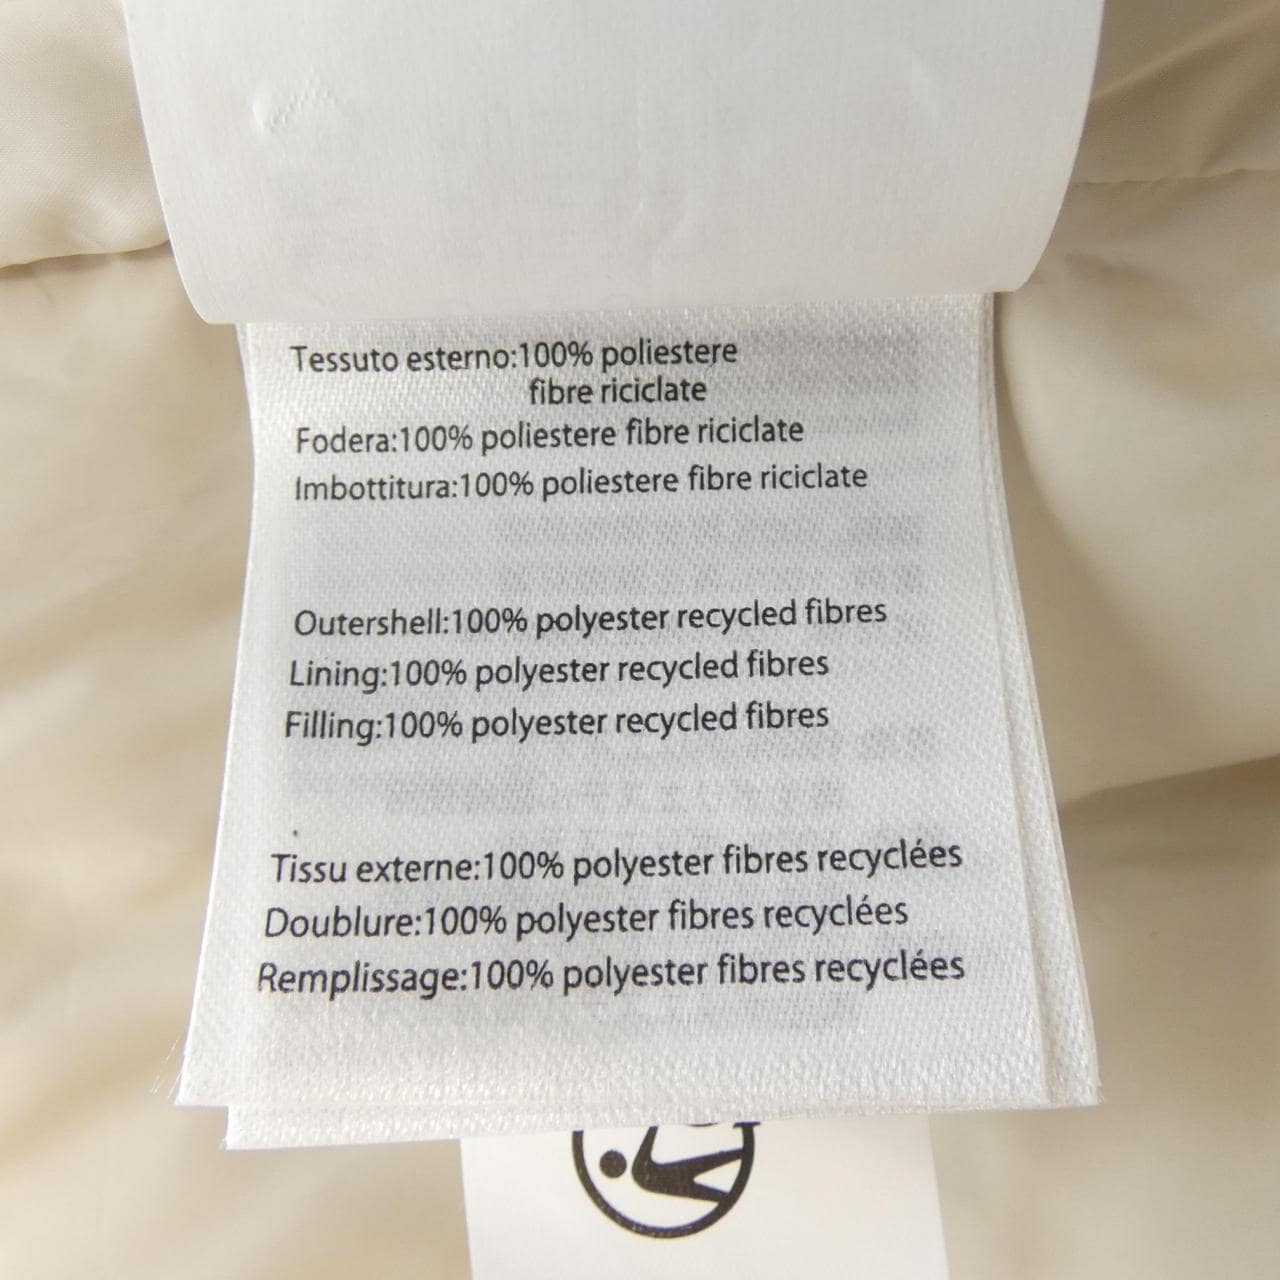 Tessuto esterno:100% poliestere
fibre riciclate
Fodera:100% poliestere fibre riciclate
Imbottitura:100% poliestere fibre riciclate
Outershell:100% polyester recycled fibres
Lining:100% polyester recycled fibres
Filling:100% polyester recycled fibres
Tissu externe:100% polyester fibres recyclées
Doublure:100% polyester fibres recyclées
Remplissage:100% polyester fibres recyclées